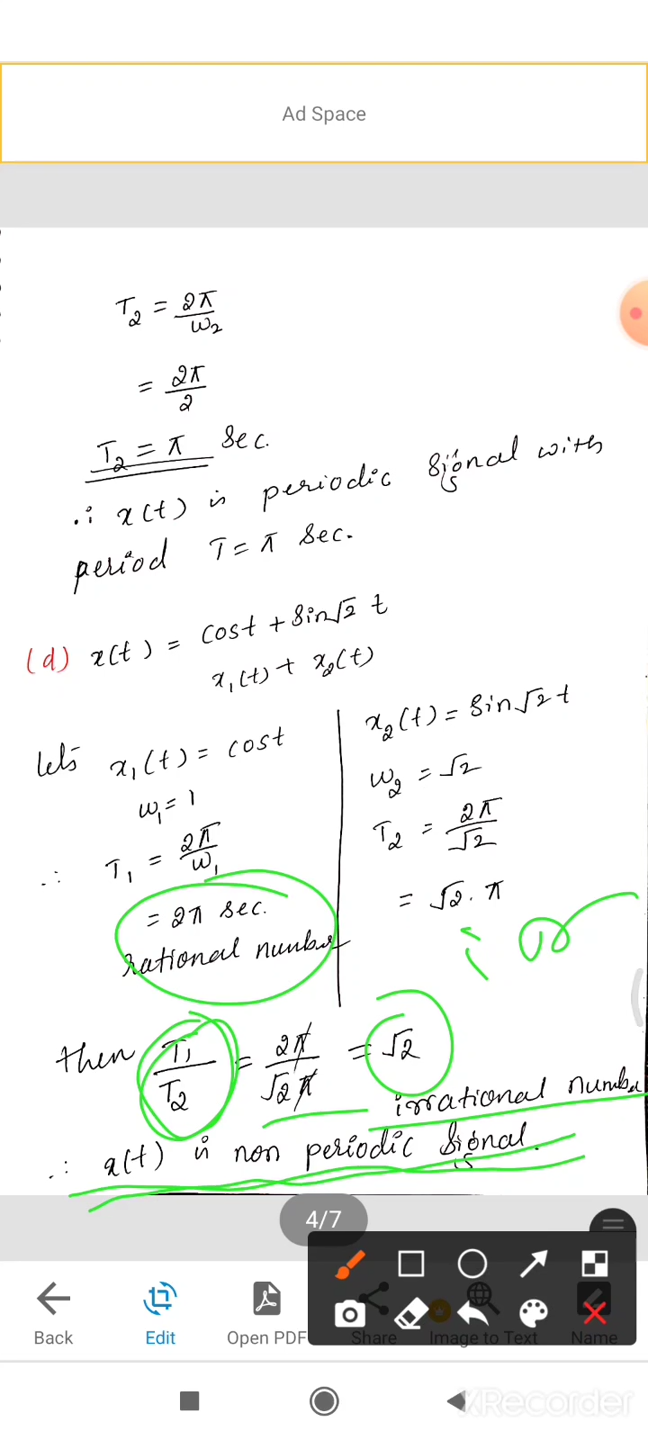 Ad Space
T₂ = 2π/ω₂
= 2π/2
T₂ = π Sec.
∴ x(t) is periodic signal with
period T = π Sec.
(d) x(t) = cost + sin√2 t
x₁(t) + x₂(t)
lets x₁(t) = cost
ω₁ = 1
∴ T₁ = 2π/ω₁
= 2π sec.
rational number
x₂(t) = sin√2 t
ω₂ = √2
T₂ = 2π/√2
= √2 . π
then T₁/T₂ = 2π/√2 π = √2
irrational number
∴ x(t) is non periodic signal.
4/7
Back Edit Open PDF Share Image to Text Name
XRecorder